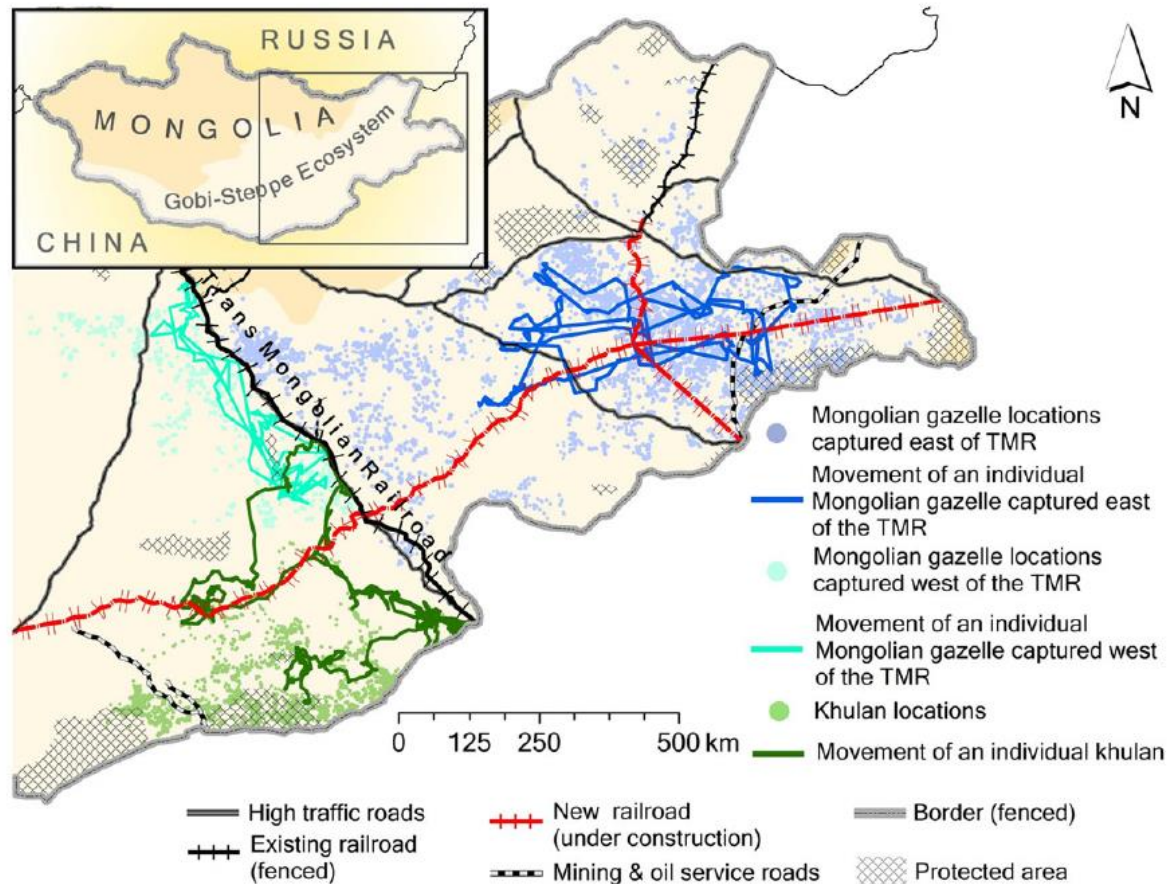 RUSSIA
MONGOLIA
Gobi-Steppe Ecosystem
CHINA
N
Trans Mongolian Railroad
Mongolian gazelle locations
captured east of TMR
Movement of an individual
Mongolian gazelle captured east
of the TMR
Mongolian gazelle locations
captured west of the TMR
Movement of an individual
Mongolian gazelle captured west
of the TMR
Khulan locations
Movement of an individual khulan
0 125 250 500 km
High traffic roads
Existing railroad
(fenced)
New railroad
(under construction)
Mining & oil service roads
Border (fenced)
Protected area